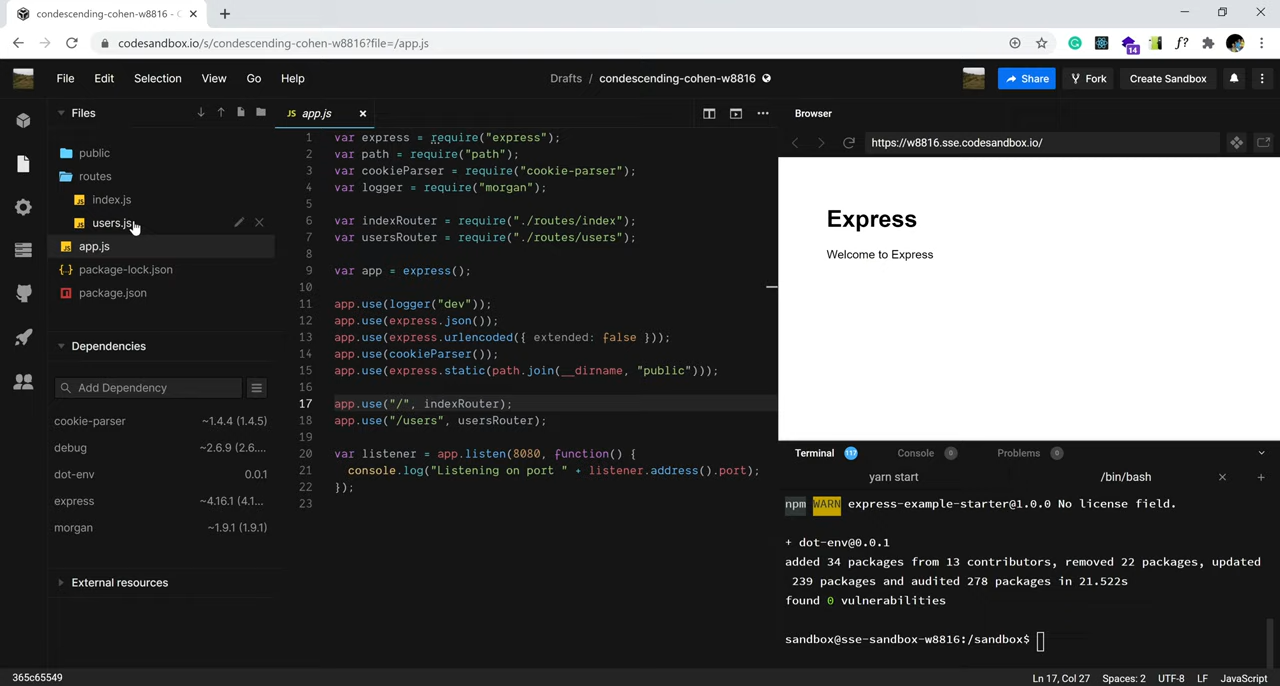 condescending-cohen-w8816 - C
codesandbox.io/s/condescending-cohen-w8816?file=/app.js
14
f?
File Edit Selection View Go Help
Drafts / condescending-cohen-w8816
Share Fork Create Sandbox
Files
public
routes
index.js
users.js
app.js
package-lock.json
package.json
Dependencies
Add Dependency
cookie-parser ~1.4.4 (1.4.5)
debug ~2.6.9 (2.6....
dot-env 0.0.1
express ~4.16.1 (4.1...
morgan ~1.9.1 (1.9.1)
External resources
365c65549
JS app.js
1 var express = require("express");
2 var path = require("path");
3 var cookieParser = require("cookie-parser");
4 var logger = require("morgan");
5
6 var indexRouter = require("./routes/index");
7 var usersRouter = require("./routes/users");
8
9 var app = express();
10
11 app.use(logger("dev"));
12 app.use(express.json());
13 app.use(express.urlencoded({ extended: false }));
14 app.use(cookieParser());
15 app.use(express.static(path.join(__dirname, "public")));
16
17 app.use("/", indexRouter);
18 app.use("/users", usersRouter);
19
20 var listener = app.listen(8080, function() {
21 console.log("Listening on port " + listener.address().port);
22 });
23
Browser
https://w8816.sse.codesandbox.io/
Express
Welcome to Express
Terminal 117 Console 0 Problems 0
yarn start /bin/bash
npm WARN express-example-starter@1.0.0 No license field.
+ dot-env@0.0.1
added 34 packages from 13 contributors, removed 22 packages, updated
239 packages and audited 278 packages in 21.522s
found 0 vulnerabilities
sandbox@sse-sandbox-w8816:/sandbox$
Ln 17, Col 27 Spaces: 2 UTF-8 LF JavaScript